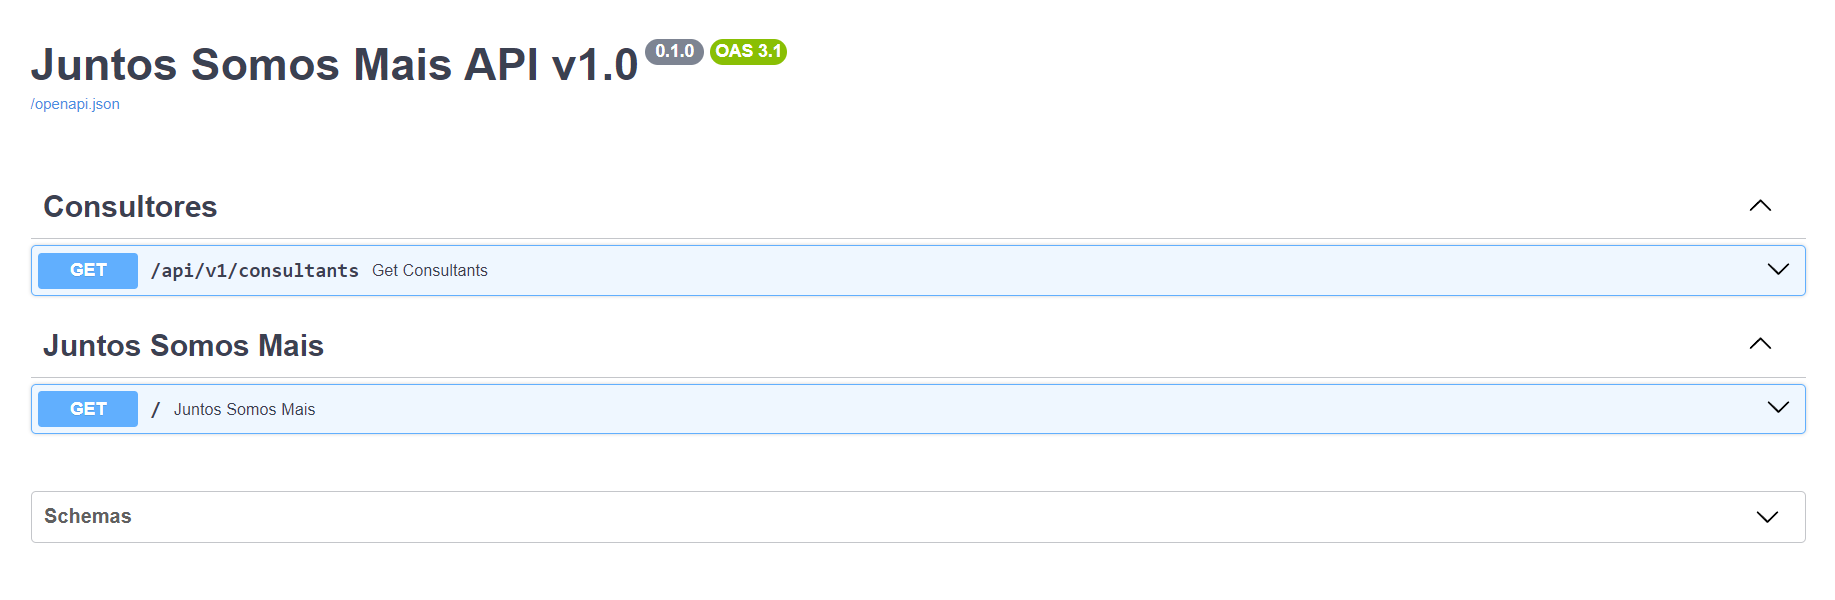 Juntos Somos Mais API v1.0 0.1.0 OAS 3.1
/openapi.json
Consultores
GET /api/v1/consultants Get Consultants
Juntos Somos Mais
GET / Juntos Somos Mais
Schemas